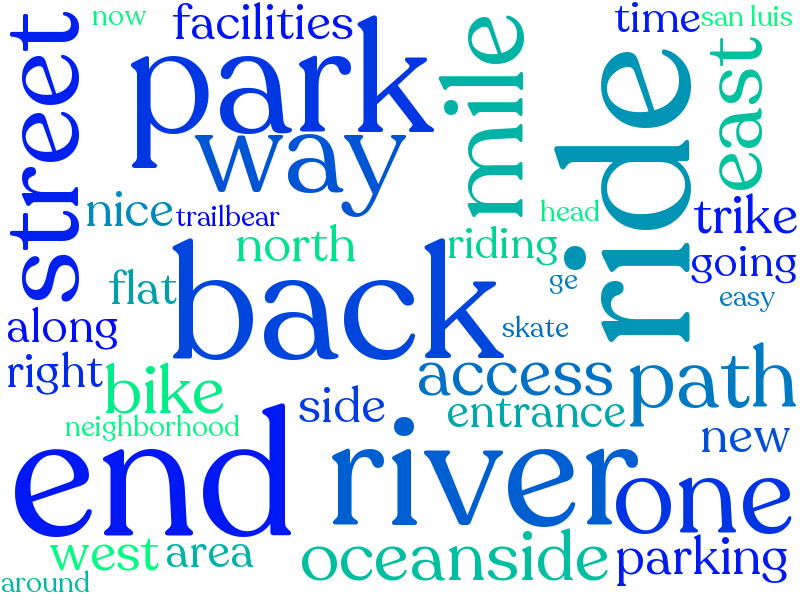 now
facilities
time
san luis
street
park
mile
ride
east
way
nice
trailbear
head
trike
north
riding
going
back
flat
ge
easy
along
skate
right
bike
access
path
side
entrance
neighborhood
new
end
river
one
west
area
oceanside
parking
around